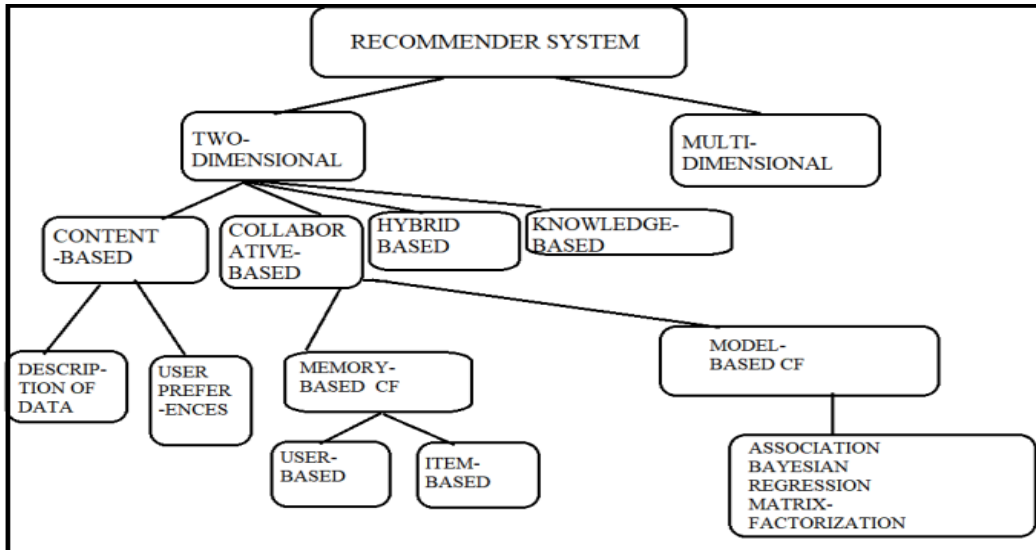 RECOMMENDER SYSTEM
TWO-
DIMENSIONAL
MULTI-
DIMENSIONAL
CONTENT
-BASED
COLLABOR
ATIVE-
BASED
HYBRID
BASED
KNOWLEDGE-
BASED
DESCRIP-
TION OF
DATA
USER
PREFER
-ENCES
MEMORY-
BASED CF
MODEL-
BASED CF
USER-
BASED
ITEM-
BASED
ASSOCIATION
BAYESIAN
REGRESSION
MATRIX-
FACTORIZATION